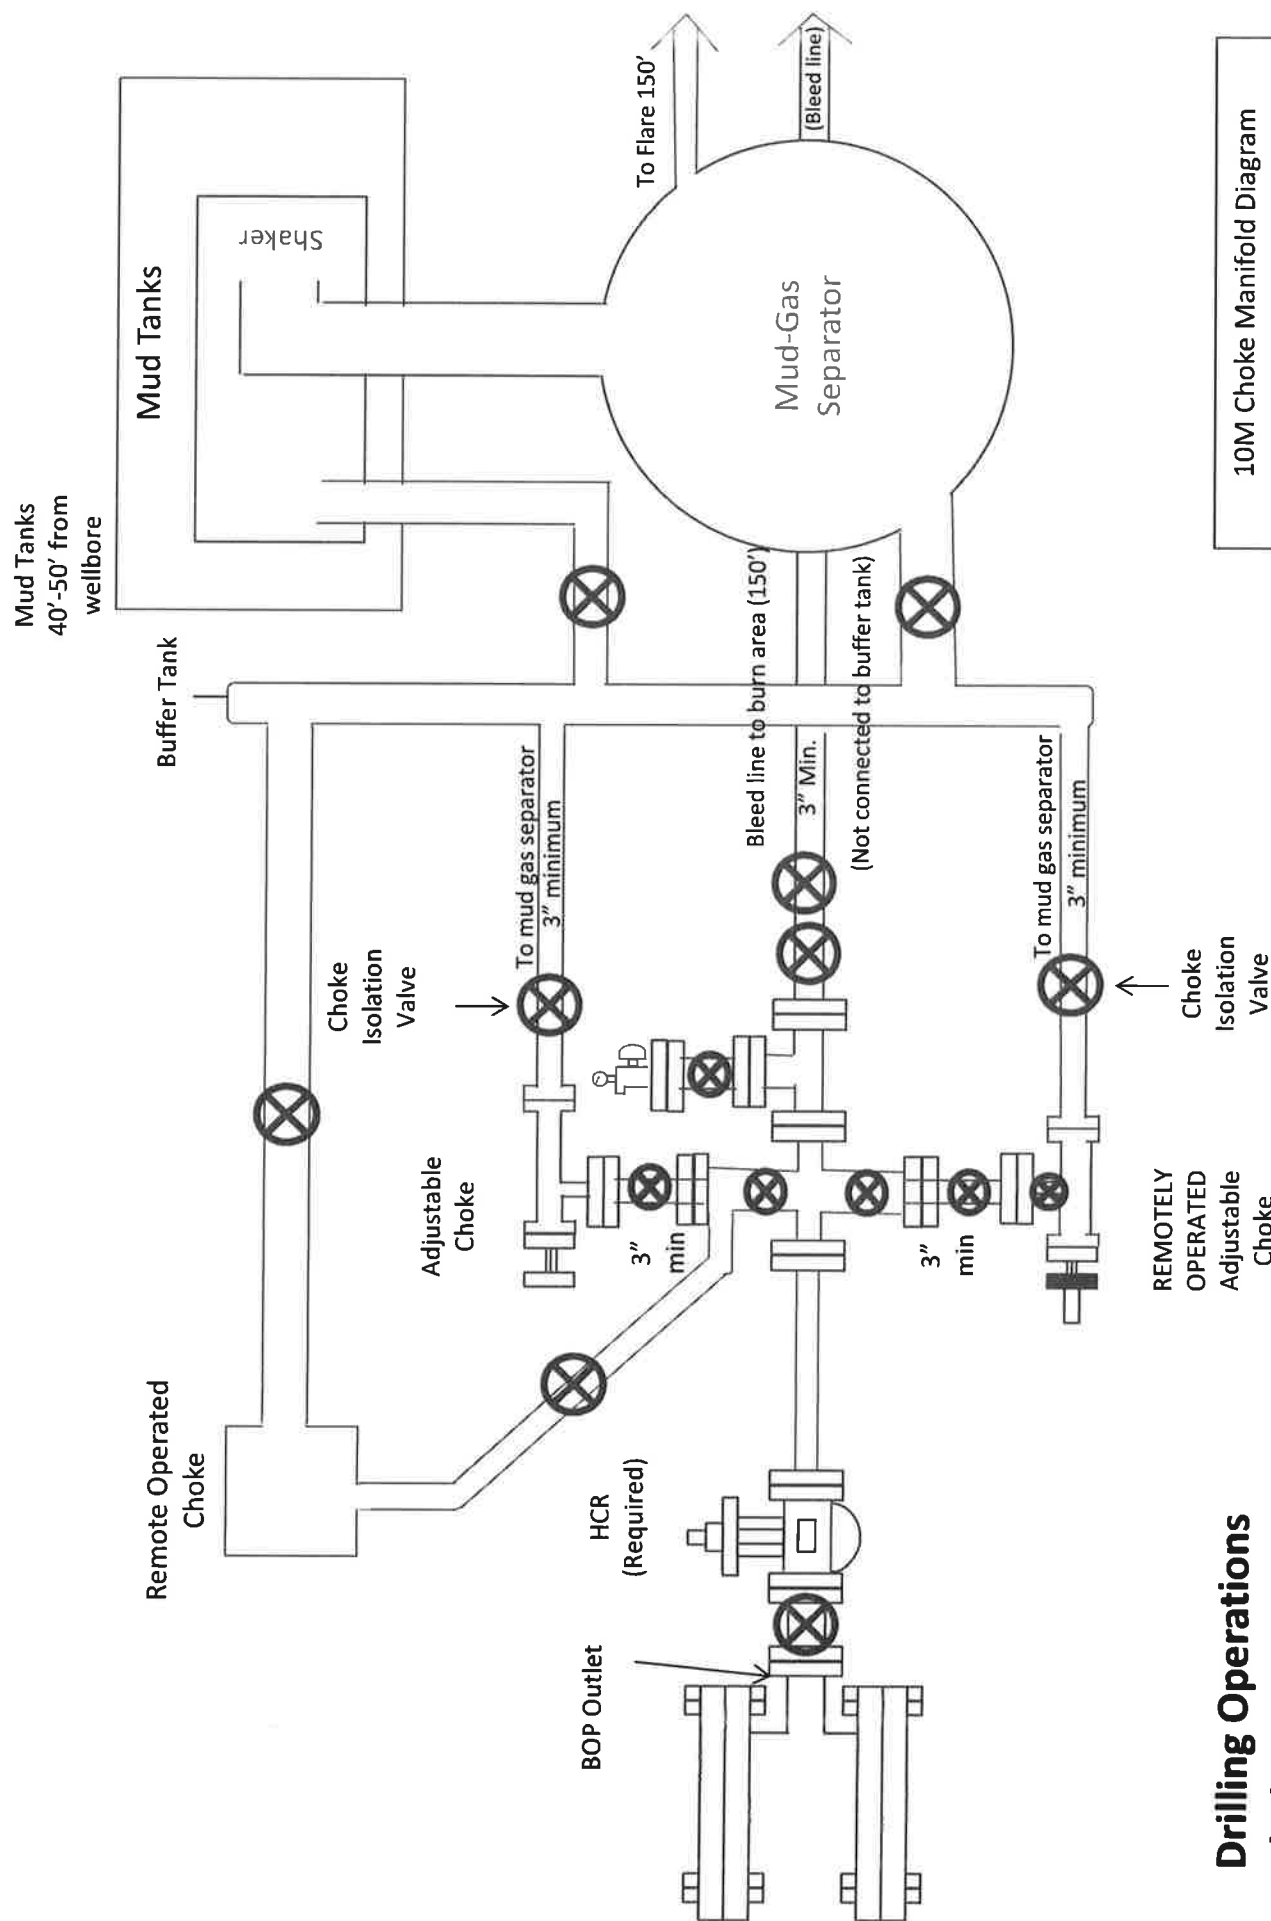 Mud Tanks
40'-50' from
wellbore
Mud Tanks
Shaker
Buffer Tank
To Flare 150'
(Bleed line)
Mud-Gas
Separator
Remote Operated
Choke
Choke
Isolation
Valve
To mud gas separator
3" minimum
Adjustable
Choke
3"
min
Bleed line to burn area (150')
3" Min.
(Not connected to buffer tank)
HCR
(Required)
BOP Outlet
3"
min
To mud gas separator
3" minimum
REMOTELY
OPERATED
Adjustable
Choke
Choke
Isolation
Valve
Drilling Operations
10M Choke Manifold Diagram